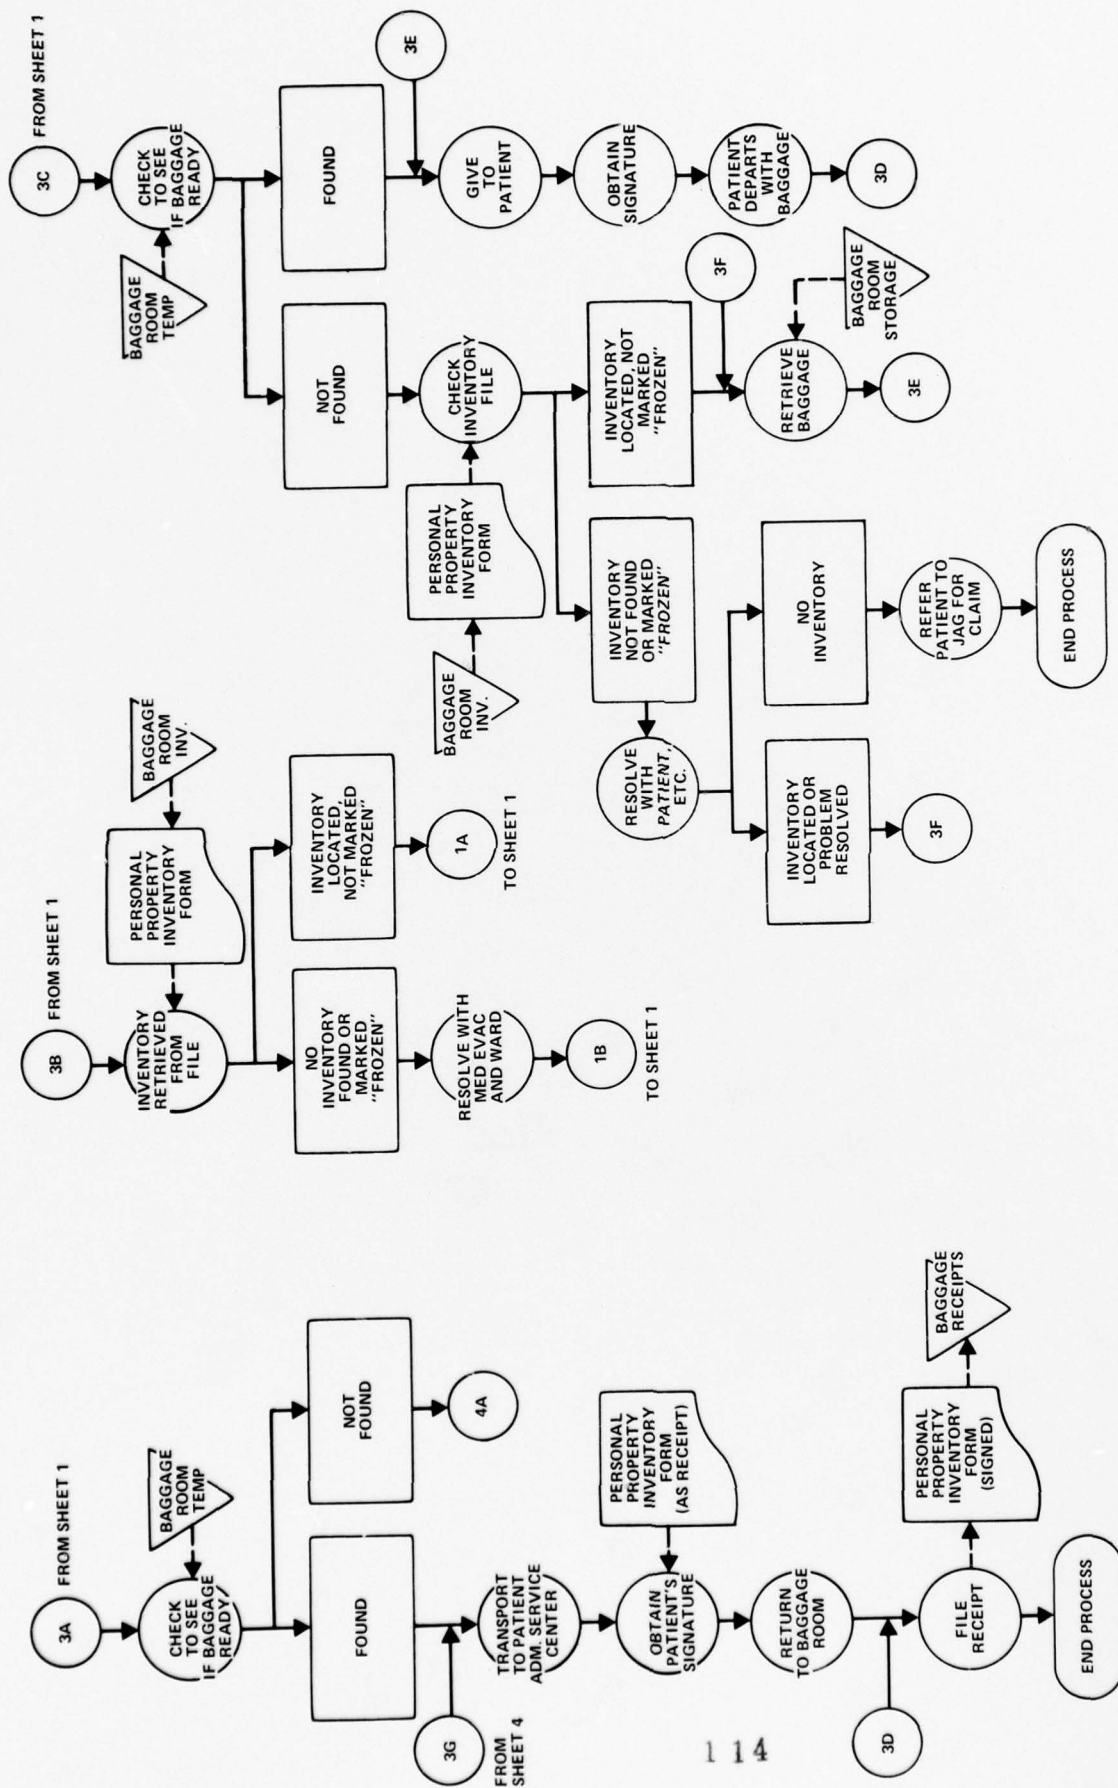 3A
FROM SHEET 1
CHECK
TO SEE
IF BAGGAGE
READY
BAGGAGE
ROOM
TEMP
FOUND
NOT
FOUND
4A
3G
FROM
SHEET 4
TRANSPORT
TO PATIENT
ADM. SERVICE
CENTER
OBTAIN
PATIENT'S
SIGNATURE
PERSONAL
PROPERTY
INVENTORY
FORM
(AS RECEIPT)
RETURN
TO BAGGAGE
ROOM
3D
FILE
RECEIPT
PERSONAL
PROPERTY
INVENTORY
FORM
(SIGNED)
BAGGAGE
RECEIPTS
END PROCESS
3B
FROM SHEET 1
INVENTORY
RETRIEVED
FROM
FILE
PERSONAL
PROPERTY
INVENTORY
FORM
BAGGAGE
ROOM
INV.
NO
INVENTORY
FOUND OR
MARKED
"FROZEN"
INVENTORY
LOCATED,
NOT MARKED
"FROZEN"
RESOLVE WITH
MED EVAC
AND WARD
1A
TO SHEET 1
1B
TO SHEET 1
3C
FROM SHEET 1
CHECK
TO SEE
IF BAGGAGE
READY
BAGGAGE
ROOM
TEMP
NOT
FOUND
FOUND
3E
GIVE
TO
PATIENT
OBTAIN
SIGNATURE
PATIENT
DEPARTS
WITH
BAGGAGE
3D
CHECK
INVENTORY
FILE
PERSONAL
PROPERTY
INVENTORY
FORM
BAGGAGE
ROOM
INV.
INVENTORY
NOT FOUND
OR MARKED
"FROZEN"
INVENTORY
LOCATED, NOT
MARKED
"FROZEN"
3F
RETRIEVE
BAGGAGE
BAGGAGE
ROOM
STORAGE
3E
RESOLVE
WITH
PATIENT,
ETC.
INVENTORY
LOCATED OR
PROBLEM
RESOLVED
NO
INVENTORY
3F
REFER
PATIENT TO
JAG FOR
CLAIM
END PROCESS
114